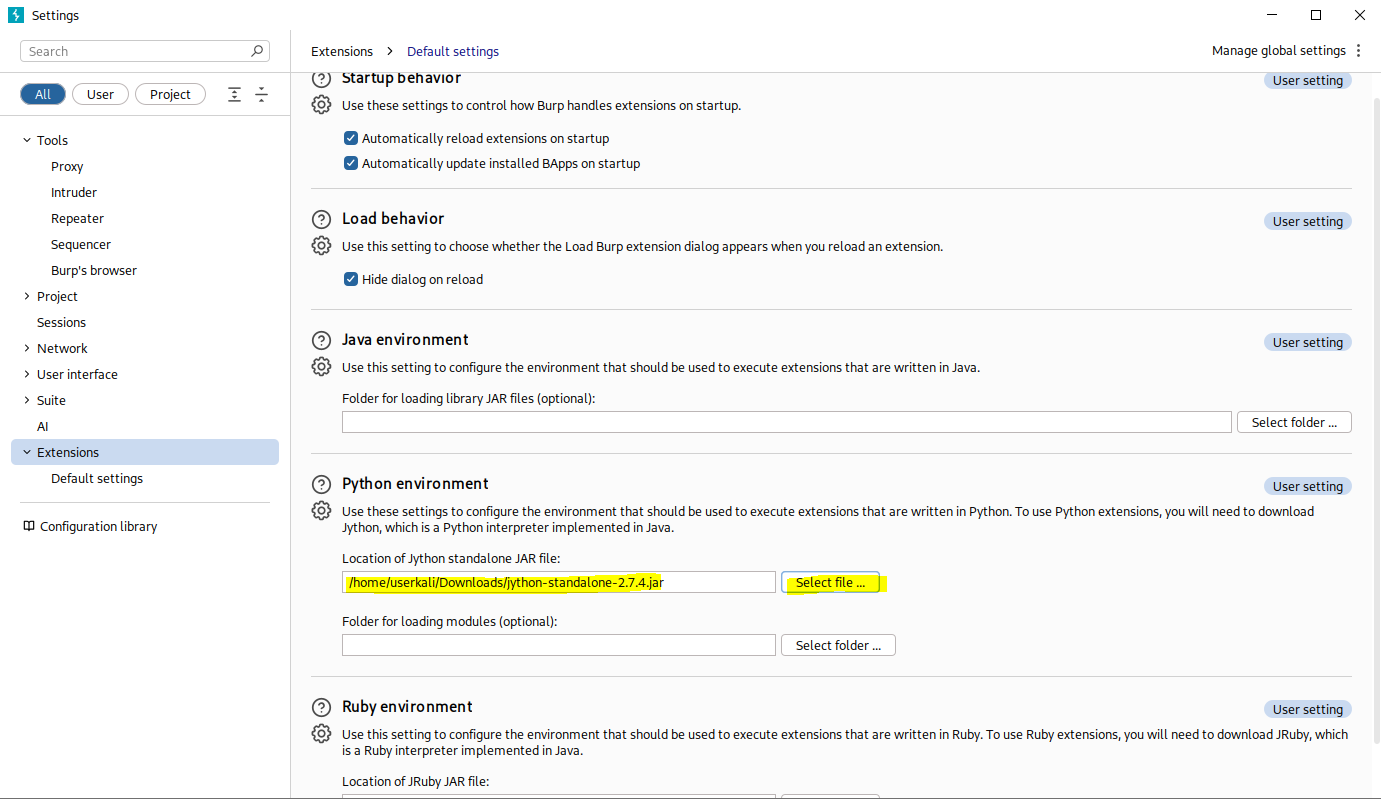 Settings
Search
All
User
Project
Tools
Proxy
Intruder
Repeater
Sequencer
Burp's browser
Project
Sessions
Network
User interface
Suite
AI
Extensions
Default settings
Configuration library
Extensions > Default settings
Manage global settings
Startup behavior
User setting
Use these settings to control how Burp handles extensions on startup.
Automatically reload extensions on startup
Automatically update installed BApps on startup
Load behavior
User setting
Use this setting to choose whether the Load Burp extension dialog appears when you reload an extension.
Hide dialog on reload
Java environment
User setting
Use this setting to configure the environment that should be used to execute extensions that are written in Java.
Folder for loading library JAR files (optional):
Select folder ...
Python environment
User setting
Use these settings to configure the environment that should be used to execute extensions that are written in Python. To use Python extensions, you will need to download
Jython, which is a Python interpreter implemented in Java.
Location of Jython standalone JAR file:
/home/userkali/Downloads/jython-standalone-2.7.4.jar
Select file ...
Folder for loading modules (optional):
Select folder ...
Ruby environment
User setting
Use this setting to configure the environment that should be used to execute extensions that are written in Ruby. To use Ruby extensions, you will need to download JRuby, which
is a Ruby interpreter implemented in Java.
Location of JRuby JAR file: